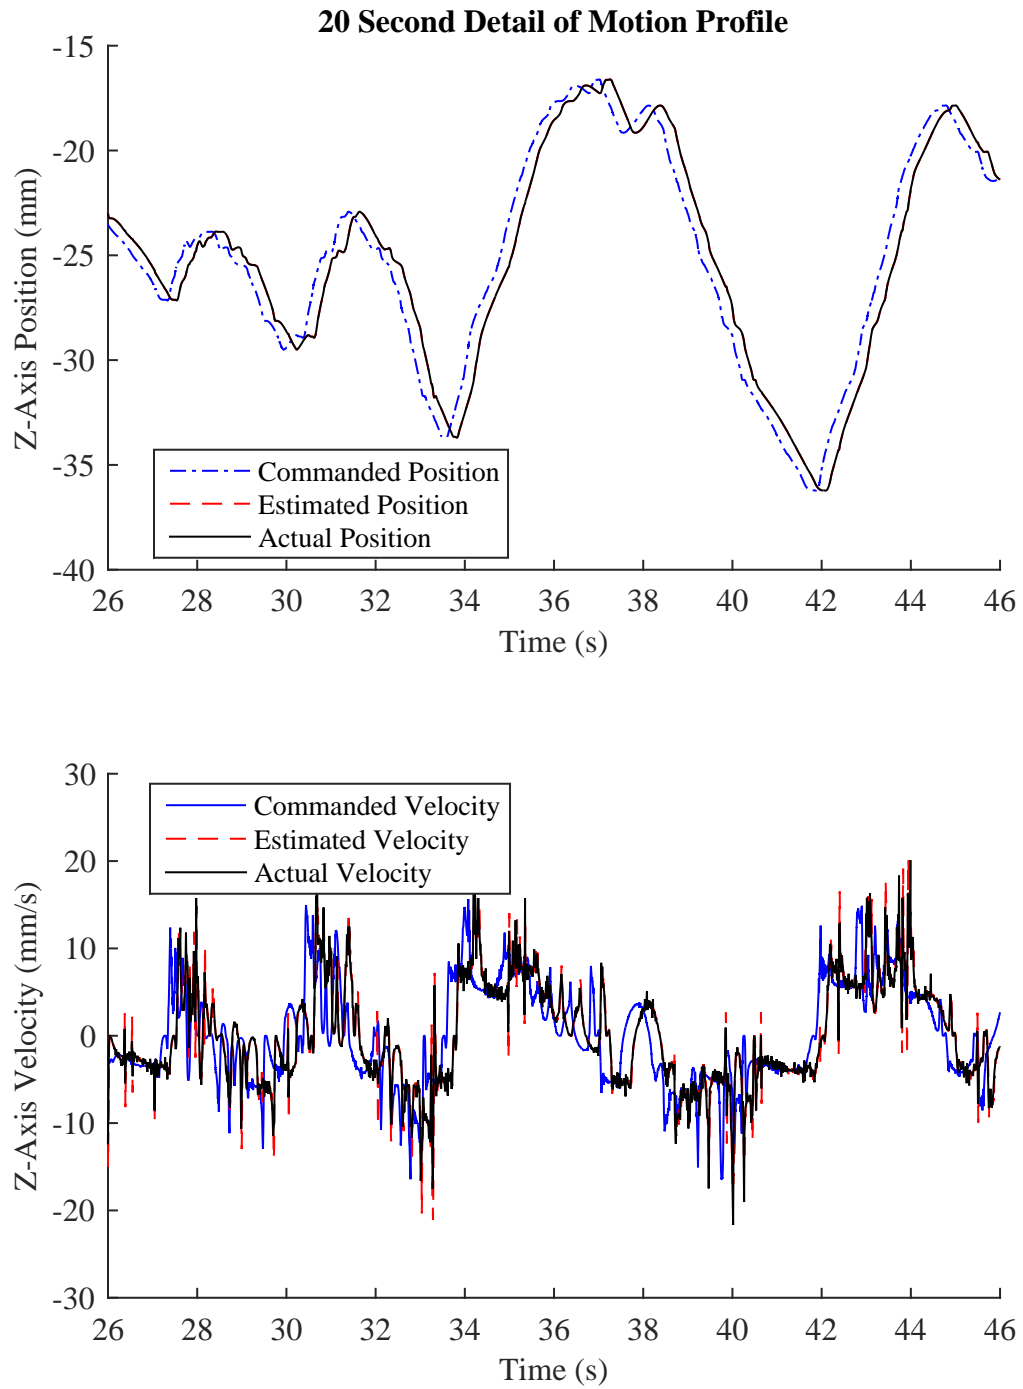 20 Second Detail of Motion Profile
-15
-20
-25
-30
-35
-40
Z-Axis Position (mm)
Commanded Position
Estimated Position
Actual Position
26 28 30 32 34 36 38 40 42 44 46
Time (s)
30
20
10
0
-10
-20
-30
Z-Axis Velocity (mm/s)
Commanded Velocity
Estimated Velocity
Actual Velocity
26 28 30 32 34 36 38 40 42 44 46
Time (s)